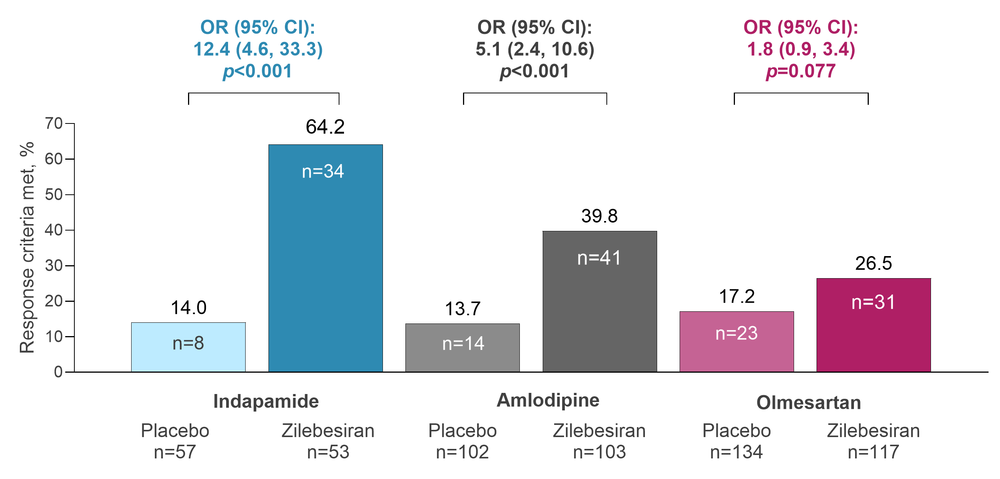 OR (95% CI):
12.4 (4.6, 33.3)
p<0.001
OR (95% CI):
5.1 (2.4, 10.6)
p<0.001
OR (95% CI):
1.8 (0.9, 3.4)
p=0.077
Response criteria met, %
70
60
50
40
30
20
10
0
14.0
n=8
64.2
n=34
13.7
n=14
39.8
n=41
17.2
n=23
26.5
n=31
Indapamide
Placebo
n=57
Zilebesiran
n=53
Amlodipine
Placebo
n=102
Zilebesiran
n=103
Olmesartan
Placebo
n=134
Zilebesiran
n=117